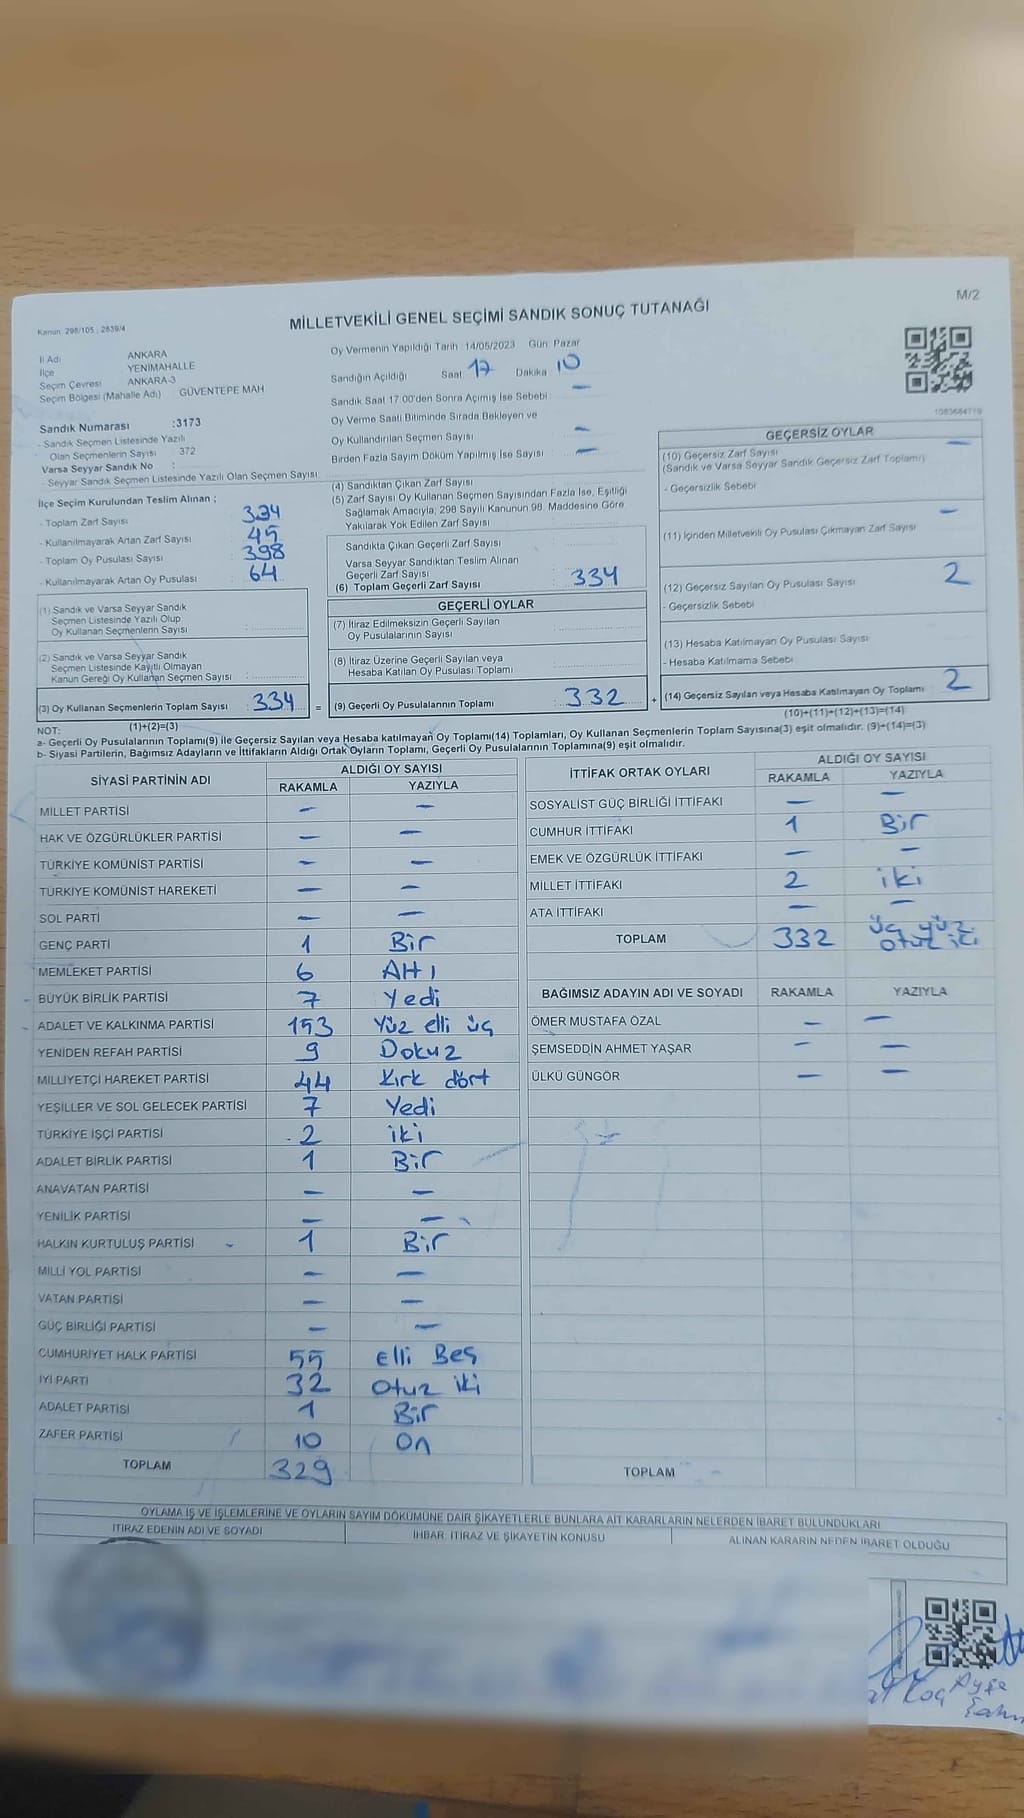 M/2
Kanun: 298/105 ; 2839/4
MİLLETVEKİLİ GENEL SEÇİMİ SANDIK SONUÇ TUTANAĞI
İl Adı ANKARA
İlçe YENİMAHALLE
Seçim Çevresi ANKARA-3
Seçim Bölgesi (Mahalle Adı) GÜVENTEPE MAH
Sandık Numarası :3173
- Sandık Seçmen Listesinde Yazılı
Olan Seçmenlerin Sayısı : 372
Varsa Seyyar Sandık No :
- Seyyar Sandık Seçmen Listesinde Yazılı Olan Seçmen Sayısı
İlçe Seçim Kurulundan Teslim Alınan ;
- Toplam Zarf Sayısı
- Kullanılmayarak Artan Zarf Sayısı 45
- Toplam Oy Pusulası Sayısı 398
- Kullanılmayarak Artan Oy Pusulası 64
(1) Sandık ve Varsa Seyyar Sandık
Seçmen Listesinde Yazılı Olup
Oy Kullanan Seçmenlerin Sayısı :
(2) Sandık ve Varsa Seyyar Sandık
Seçmen Listesinde Kayıtlı Olmayan
Kanun Gereği Oy Kullanan Seçmen Sayısı :
(3) Oy Kullanan Seçmenlerin Toplam Sayısı : 334
Oy Vermenin Yapıldığı Tarih 14/05/2023 Gün: Pazar
Sandığın Açıldığı Saat 17 Dakika 10
Sandık Saat 17.00'den Sonra Açımış İse Sebebi –
Oy Verme Saati Bitiminde Sırada Bekleyen ve
Oy Kullandırılan Seçmen Sayısı : –
Birden Fazla Sayım Döküm Yapılmış İse Sayısı : –
(4) Sandıktan Çıkan Zarf Sayısı
(5) Zarf Sayısı Oy Kullanan Seçmen Sayısından Fazla İse, Eşitliği
Sağlamak Amacıyla; 298 Sayılı Kanunun 98. Maddesine Göre
Yakılarak Yok Edilen Zarf Sayısı
Sandıkta Çıkan Geçerli Zarf Sayısı
Varsa Seyyar Sandıktan Teslim Alınan
Geçerli Zarf Sayısı
(6) Toplam Geçerli Zarf Sayısı : 334
GEÇERLİ OYLAR
(7) İtiraz Edilmeksizin Geçerli Sayılan
Oy Pusulalarının Sayısı
(8) İtiraz Üzerine Geçerli Sayılan veya
Hesaba Katılan Oy Pusulası Toplamı
= (9) Geçerli Oy Pusulalarının Toplamı : 332 +
1083684719
GEÇERSİZ OYLAR
(10) Geçersiz Zarf Sayısı –
(Sandık ve Varsa Seyyar Sandık Geçersiz Zarf Toplamı)
- Geçersizlik Sebebi
(11) İçinden Milletvekili Oy Pusulası Çıkmayan Zarf Sayısı –
(12) Geçersiz Sayılan Oy Pusulası Sayısı 2
- Geçersizlik Sebebi
(13) Hesaba Katılmayan Oy Pusulası Sayısı
- Hesaba Katılmama Sebebi
(14) Geçersiz Sayılan veya Hesaba Katılmayan Oy Toplamı 2
NOT: (1)+(2)=(3) (10)+(11)+(12)+(13)=(14)
a- Geçerli Oy Pusulalarının Toplamı(9) İle Geçersiz Sayılan veya Hesaba katılmayan Oy Toplamı(14) Toplamları, Oy Kullanan Seçmenlerin Toplam Sayısına(3) eşit olmalıdır. (9)+(14)=(3)
b- Siyasi Partilerin, Bağımsız Adayların ve İttifakların Aldığı Ortak Oyların Toplamı, Geçerli Oy Pusulalarının Toplamına(9) eşit olmalıdır.
SİYASİ PARTİNİN ADI ALDIĞI OY SAYISI
RAKAMLA YAZIYLA
MİLLET PARTİSİ – –
HAK VE ÖZGÜRLÜKLER PARTİSİ – –
TÜRKİYE KOMÜNİST PARTİSİ – –
TÜRKİYE KOMÜNİST HAREKETİ – –
SOL PARTİ – –
GENÇ PARTİ 1 Bir
MEMLEKET PARTİSİ 6 Altı
BÜYÜK BİRLİK PARTİSİ 7 Yedi
ADALET VE KALKINMA PARTİSİ 153 Yüz elli üç
YENİDEN REFAH PARTİSİ 9 Dokuz
MİLLİYETÇİ HAREKET PARTİSİ 44 Kırk dört
YEŞİLLER VE SOL GELECEK PARTİSİ 7 Yedi
TÜRKİYE İŞÇİ PARTİSİ 2 iki
ADALET BİRLİK PARTİSİ 1 Bir
ANAVATAN PARTİSİ – –
YENİLİK PARTİSİ – –
HALKIN KURTULUŞ PARTİSİ 1 Bir
MİLLİ YOL PARTİSİ – –
VATAN PARTİSİ – –
GÜÇ BİRLİĞİ PARTİSİ – –
CUMHURİYET HALK PARTİSİ 55 Elli Beş
İYİ PARTİ 32 Otuz iki
ADALET PARTİSİ 1 Bir
ZAFER PARTİSİ 10 On
TOPLAM 329
İTTİFAK ORTAK OYLARI ALDIĞI OY SAYISI
RAKAMLA YAZIYLA
SOSYALİST GÜÇ BİRLİĞİ İTTİFAKI – –
CUMHUR İTTİFAKI 1 Bir
EMEK VE ÖZGÜRLÜK İTTİFAKI – –
MİLLET İTTİFAKI 2 iki
ATA İTTİFAKI – –
TOPLAM 332 üç yüz otuz iki
BAĞIMSIZ ADAYIN ADI VE SOYADI RAKAMLA YAZIYLA
ÖMER MUSTAFA ÖZAL – –
ŞEMSEDDİN AHMET YAŞAR – –
ÜLKÜ GÜNGÖR – –
TOPLAM
OYLAMA İŞ VE İŞLEMLERİNE VE OYLARIN SAYIM DÖKÜMÜNE DAİR ŞİKAYETLERLE BUNLARA AİT KARARLARIN NELERDEN İBARET BULUNDUKLARI
İTİRAZ EDENİN ADI VE SOYADI İHBAR, İTİRAZ VE ŞİKAYETİN KONUSU ALINAN KARARIN NEDEN İBARET OLDUĞU
Koç Ayşe